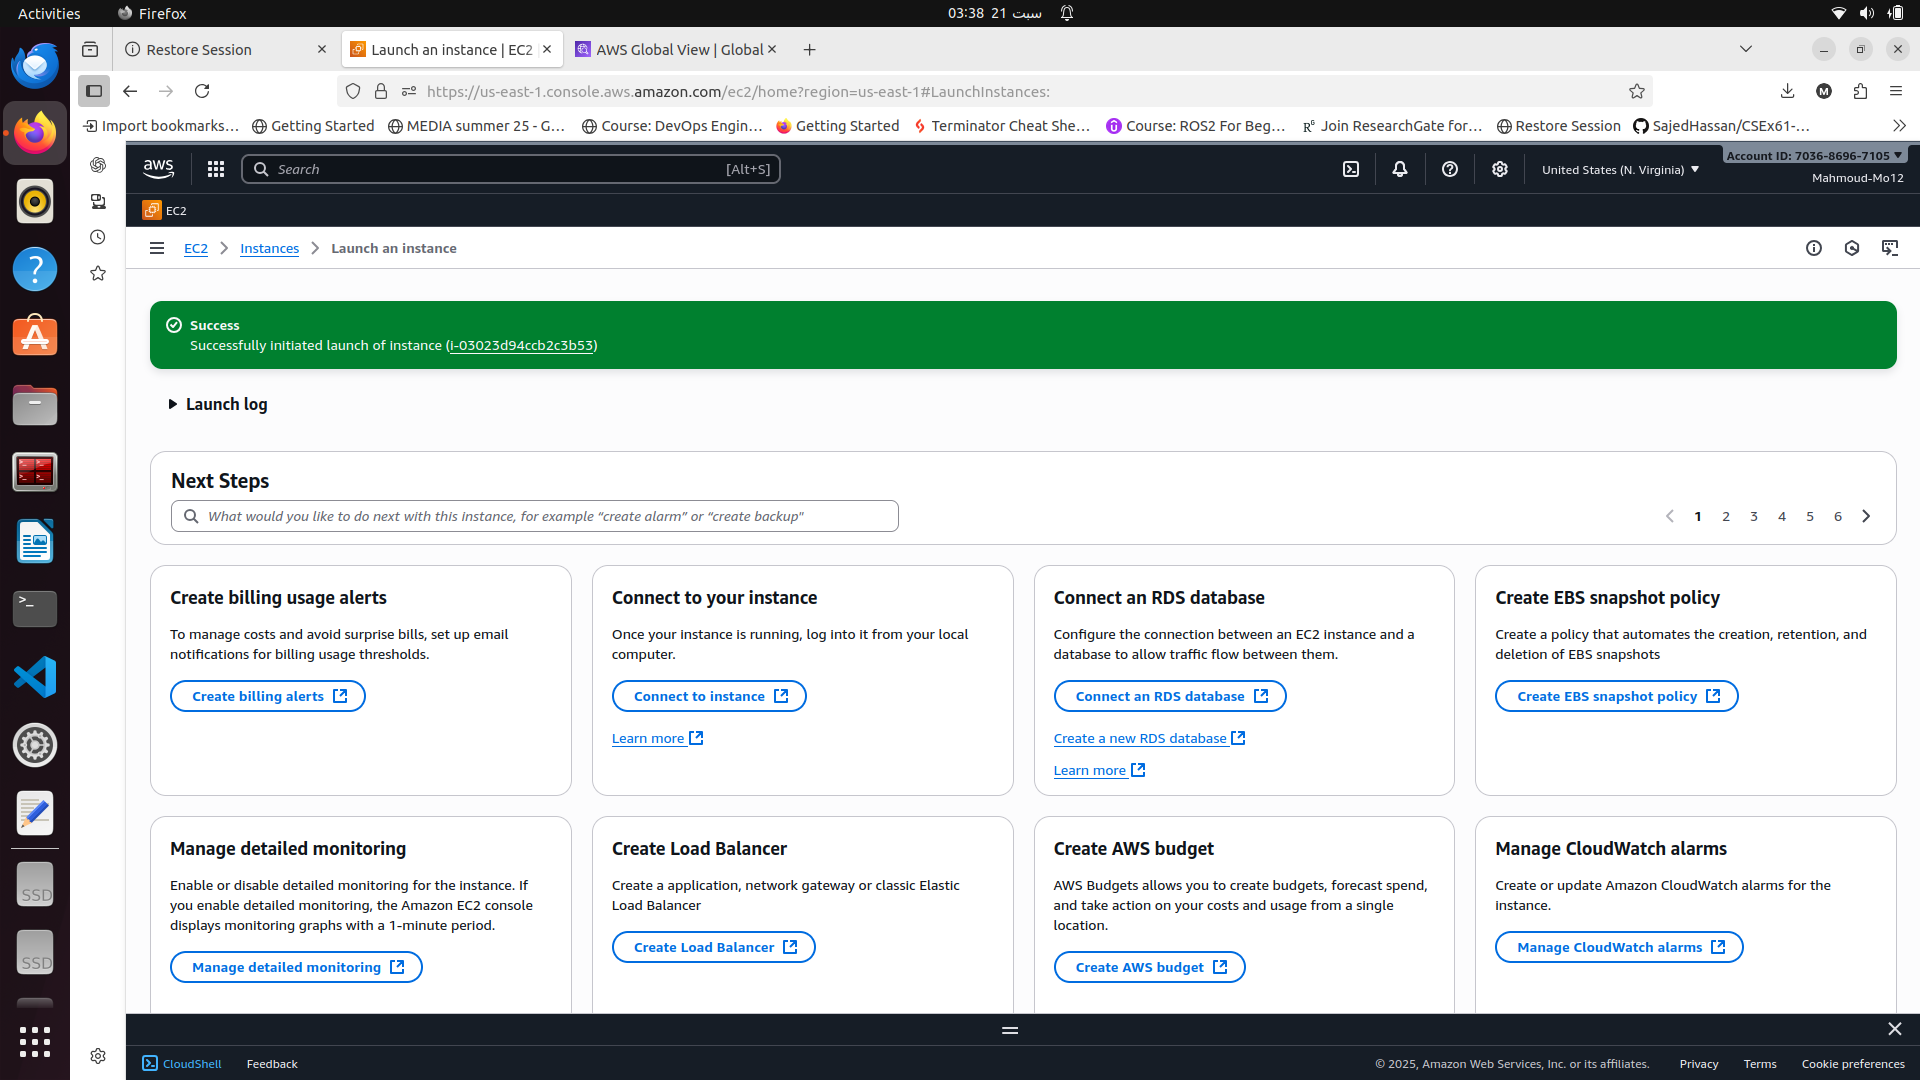 Activities
Firefox
03:38 21 سبت
Restore Session
Launch an instance | EC2
AWS Global View | Global
https://us-east-1.console.aws.amazon.com/ec2/home?region=us-east-1#LaunchInstances:
M
Import bookmarks...
Getting Started
MEDIA summer 25 - G...
Course: DevOps Engin...
Getting Started
Terminator Cheat She...
Course: ROS2 For Beg...
Join ResearchGate for...
Restore Session
SajedHassan/CSEx61-...
aws
Search
[Alt+S]
United States (N. Virginia)
Account ID: 7036-8696-7105
Mahmoud-Mo12
EC2
EC2
Instances
Launch an instance
Success
Successfully initiated launch of instance (i-03023d94ccb2c3b53)
Launch log
Next Steps
What would you like to do next with this instance, for example “create alarm” or “create backup”
1 2 3 4 5 6
Create billing usage alerts
To manage costs and avoid surprise bills, set up email
notifications for billing usage thresholds.
Create billing alerts
Connect to your instance
Once your instance is running, log into it from your local
computer.
Connect to instance
Learn more
Connect an RDS database
Configure the connection between an EC2 instance and a
database to allow traffic flow between them.
Connect an RDS database
Create a new RDS database
Learn more
Create EBS snapshot policy
Create a policy that automates the creation, retention, and
deletion of EBS snapshots
Create EBS snapshot policy
Manage detailed monitoring
Enable or disable detailed monitoring for the instance. If
you enable detailed monitoring, the Amazon EC2 console
displays monitoring graphs with a 1-minute period.
Manage detailed monitoring
Create Load Balancer
Create a application, network gateway or classic Elastic
Load Balancer
Create Load Balancer
Create AWS budget
AWS Budgets allows you to create budgets, forecast spend,
and take action on your costs and usage from a single
location.
Create AWS budget
Manage CloudWatch alarms
Create or update Amazon CloudWatch alarms for the
instance.
Manage CloudWatch alarms
SSD
SSD
CloudShell
Feedback
© 2025, Amazon Web Services, Inc. or its affiliates.
Privacy
Terms
Cookie preferences